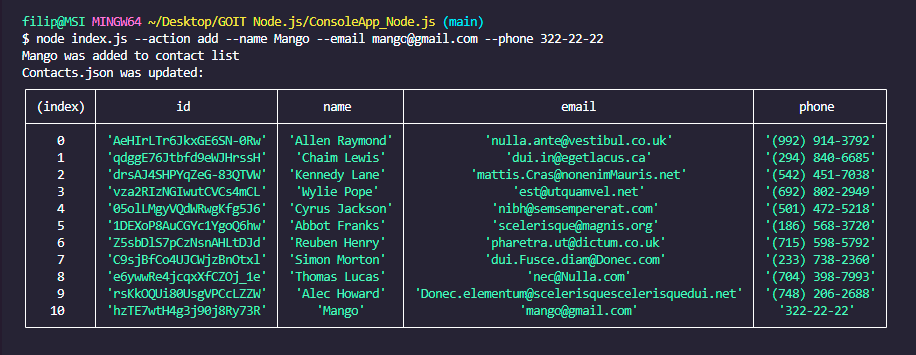 filip@MSI MINGW64 ~/Desktop/GOIT Node.js/ConsoleApp_Node.js (main)
$ node index.js --action add --name Mango --email mango@gmail.com --phone 322-22-22
Mango was added to contact list
Contacts.json was updated:
(index) id name email phone
0 'AeHIrLTr6JkxGE6SN-0Rw' 'Allen Raymond' 'nulla.ante@vestibul.co.uk' '(992) 914-3792'
1 'qdggE76Jtbfd9eWJHrssH' 'Chaim Lewis' 'dui.in@egetlacus.ca' '(294) 840-6685'
2 'drsAJ4SHPYqZeG-83QTVW' 'Kennedy Lane' 'mattis.Cras@nonenimMauris.net' '(542) 451-7038'
3 'vza2RIzNGIwutCVCs4mCL' 'Wylie Pope' 'est@utquamvel.net' '(692) 802-2949'
4 '05olLMgyVQdWRwgKfg5J6' 'Cyrus Jackson' 'nibh@semsempererat.com' '(501) 472-5218'
5 '1DEXoP8AuCGYc1YgoQ6hw' 'Abbot Franks' 'scelerisque@magnis.org' '(186) 568-3720'
6 'Z5sbDlS7pCzNsnAHLtDJd' 'Reuben Henry' 'pharetra.ut@dictum.co.uk' '(715) 598-5792'
7 'C9sjBfCo4UJCWjzBnOtxl' 'Simon Morton' 'dui.Fusce.diam@Donec.com' '(233) 738-2360'
8 'e6ywwRe4jcqxXfCZOj_1e' 'Thomas Lucas' 'nec@Nulla.com' '(704) 398-7993'
9 'rsKkOQUi80UsgVPCcLZZW' 'Alec Howard' 'Donec.elementum@scelerisquescelerisquedui.net' '(748) 206-2688'
10 'hzTE7wtH4g3j90j8Ry73R' 'Mango' 'mango@gmail.com' '322-22-22'